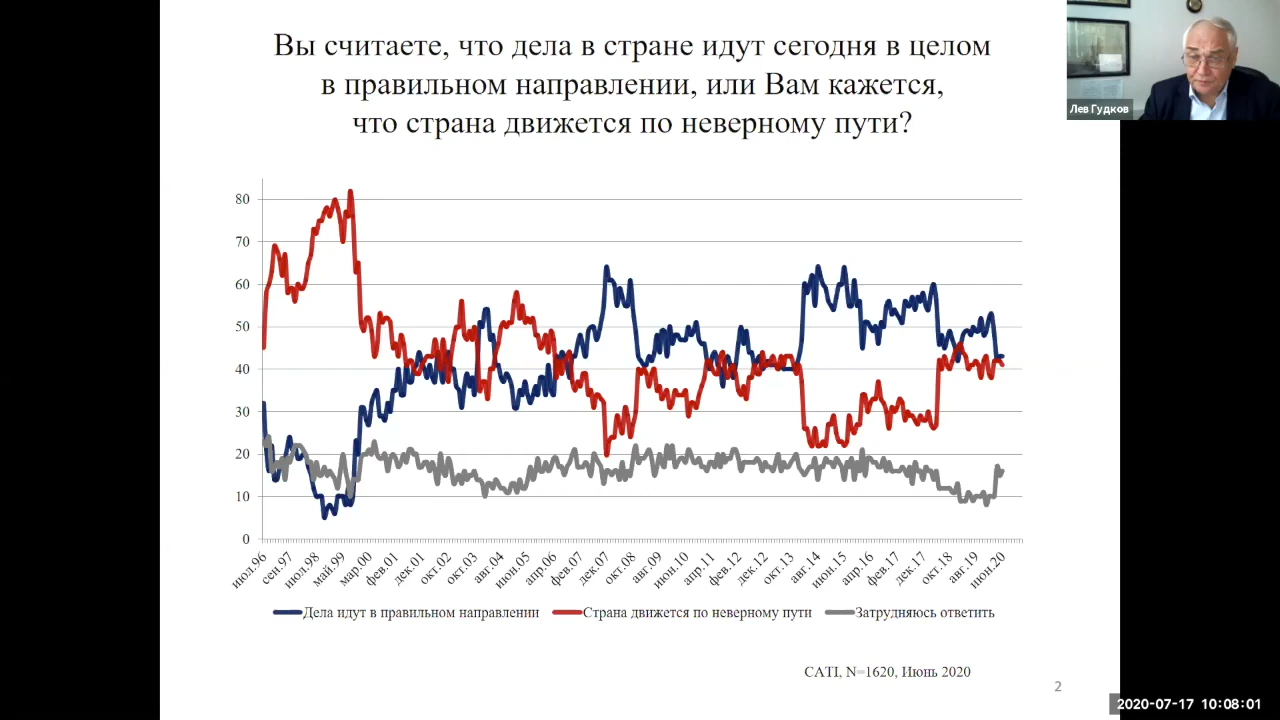 Вы считаете, что дела в стране идут сегодня в целом
в правильном направлении, или Вам кажется,
что страна движется по неверному пути?
Лев Гудков
80
70
60
50
40
30
20
10
0
июл.96
сен.97
июл.98
май.99
мар.00
фев.01
дек.01
окт.02
окт.03
авг.04
июн.05
апр.06
фев.07
дек.07
окт.08
авг.09
июн.10
апр.11
фев.12
дек.12
окт.13
авг.14
июн.15
апр.16
фев.17
дек.17
окт.18
авг.19
июн.20
Дела идут в правильном направлении
Страна движется по неверному пути
Затрудняюсь ответить
CATI, N=1620, Июнь 2020
2
2020-07-17 10:08:01